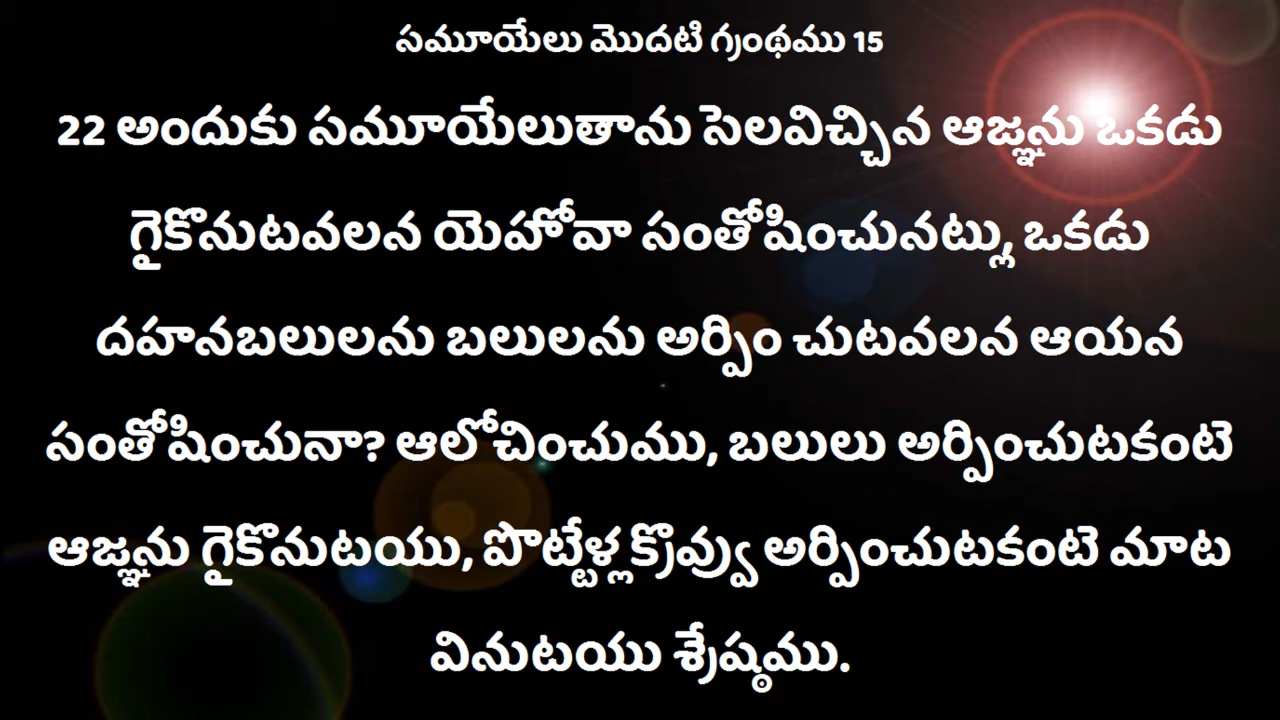 సమూయేలు మొదటి గ్రంథము 15
22 అందుకు సమూయేలుతాను సెలవిచ్చిన ఆజ్ఞను ఒకడు
గైకొనుటవలన యెహోవా సంతోషించునట్లు, ఒకడు
దహనబలులను బలులను అర్పిం చుటవలన ఆయన
సంతోషించునా? ఆలోచించుము, బలులు అర్పించుటకంటె
ఆజ్ఞను గైకొనుటయు, పొట్టేళ్ల క్రొవ్వు అర్పించుటకంటె మాట
వినుటయు శ్రేష్ఠము.